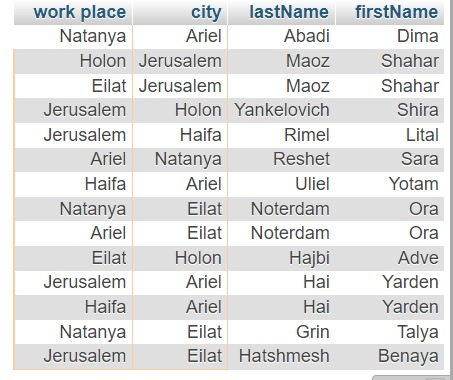 work place city lastName firstName
Natanya Ariel Abadi Dima
Holon Jerusalem Maoz Shahar
Eilat Jerusalem Maoz Shahar
Jerusalem Holon Yankelovich Shira
Jerusalem Haifa Rimel Lital
Ariel Natanya Reshet Sara
Haifa Ariel Uliel Yotam
Natanya Eilat Noterdam Ora
Ariel Eilat Noterdam Ora
Eilat Holon Hajbi Adve
Jerusalem Ariel Hai Yarden
Haifa Ariel Hai Yarden
Natanya Eilat Grin Talya
Jerusalem Eilat Hatshmesh Benaya